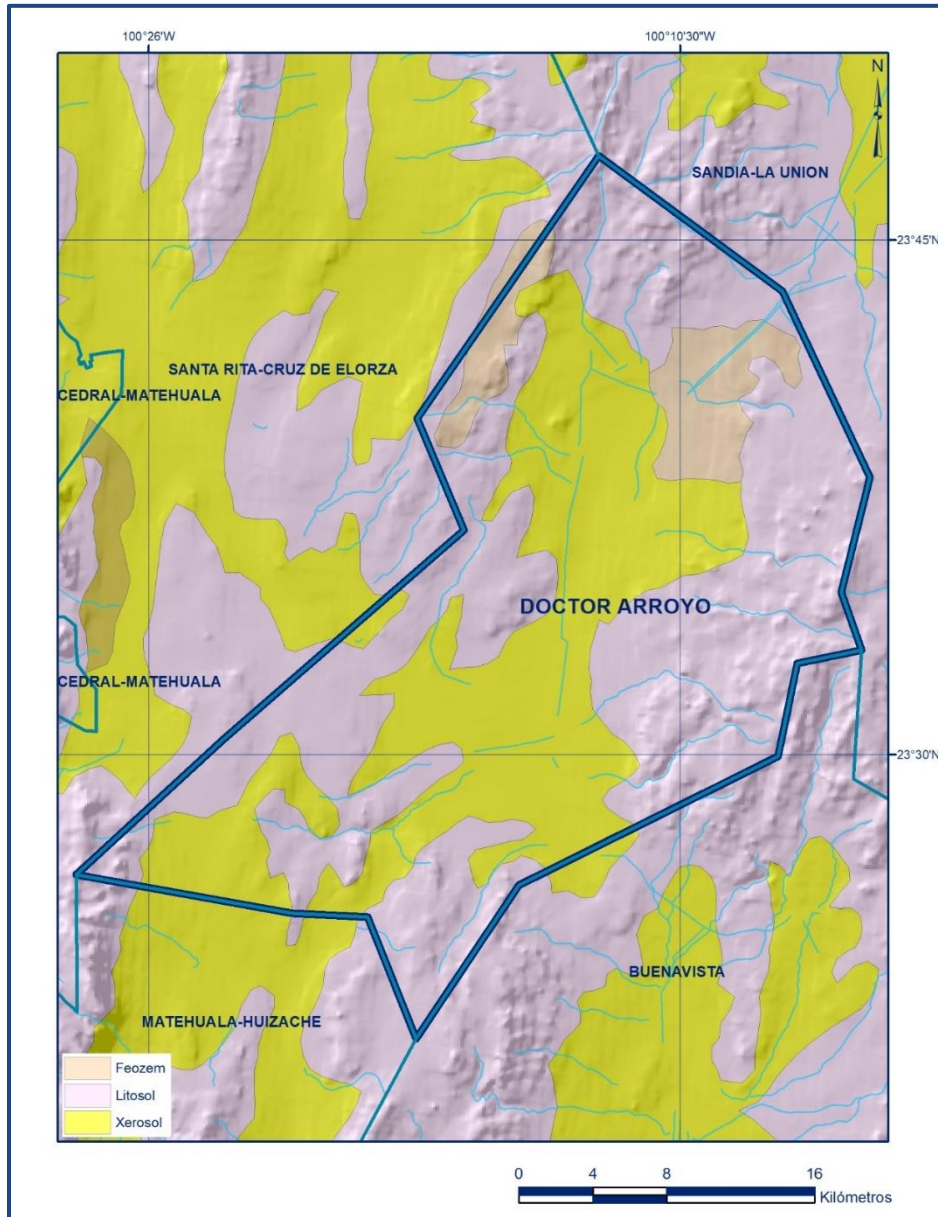 100°26'W
100°10'30"W
N
SANDIA-LA UNION
23°45'N
SANTA RITA-CRUZ DE ELORZA
CEDRAL-MATEHUALA
DOCTOR ARROYO
CEDRAL-MATEHUALA
23°30'N
BUENAVISTA
MATEHUALA-HUIZACHE
Feozem
Litosol
Xerosol
0 4 8 16
Kilómetros